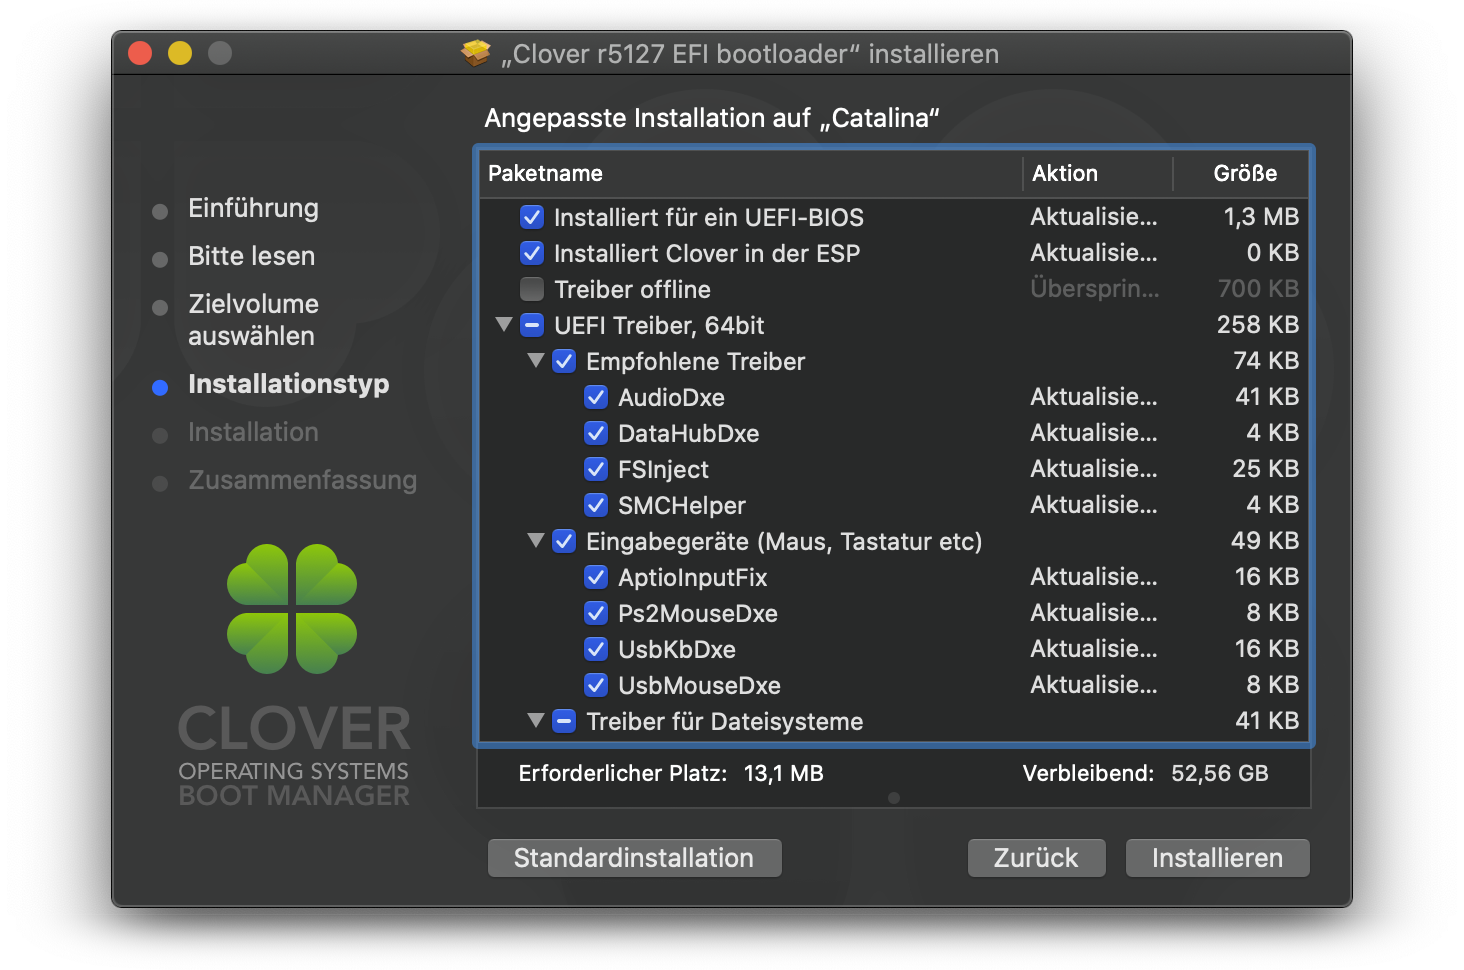 „Clover r5127 EFI bootloader“ installieren
Angepasste Installation auf „Catalina“
Einführung
Bitte lesen
Zielvolume
auswählen
Installationstyp
Installation
Zusammenfassung
CLOVER
OPERATING SYSTEMS
BOOT MANAGER
Paketname Aktion Größe
Installiert für ein UEFI-BIOS Aktualisie... 1,3 MB
Installiert Clover in der ESP Aktualisie... 0 KB
Treiber offline Überspri​n... 700 KB
UEFI Treiber, 64bit 258 KB
Empfohlene Treiber 74 KB
AudioDxe Aktualisie... 41 KB
DataHubDxe Aktualisie... 4 KB
FSInject Aktualisie... 25 KB
SMCHelper Aktualisie... 4 KB
Eingabegeräte (Maus, Tastatur etc) 49 KB
AptioInputFix Aktualisie... 16 KB
Ps2MouseDxe Aktualisie... 8 KB
UsbKbDxe Aktualisie... 16 KB
UsbMouseDxe Aktualisie... 8 KB
Treiber für Dateisysteme 41 KB
Erforderlicher Platz: 13,1 MB Verbleibend: 52,56 GB
Standardinstallation Zurück Installieren